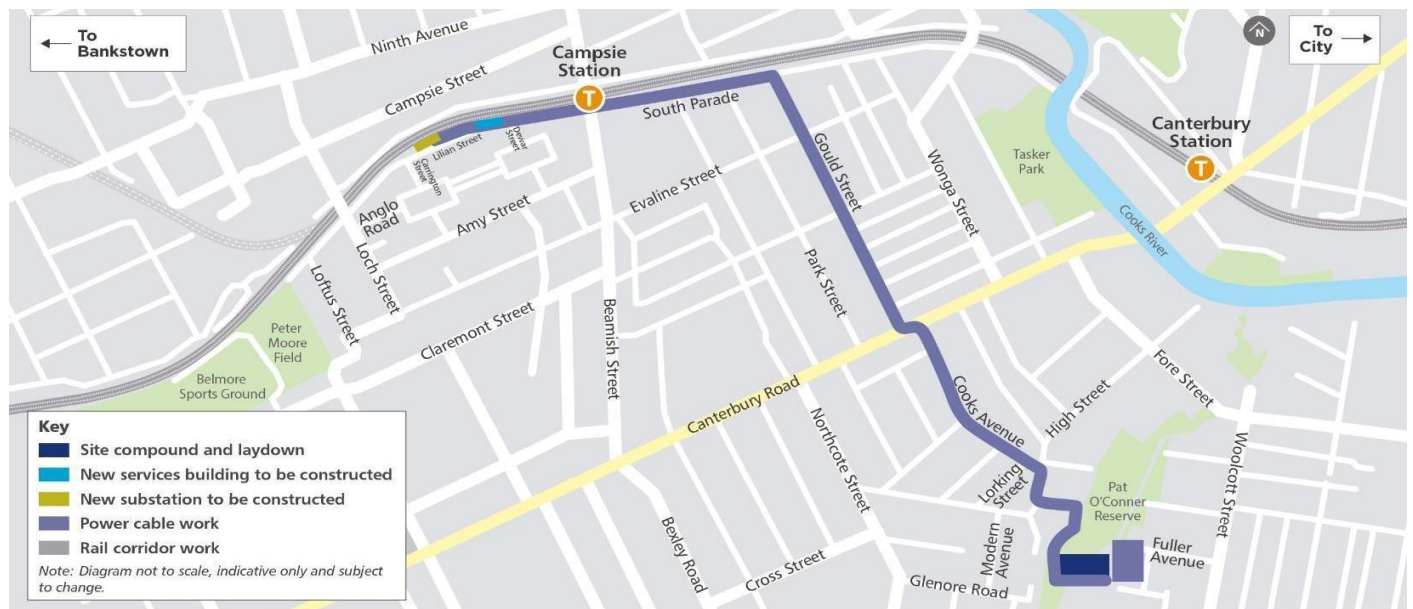 To
Bankstown
Ninth Avenue
Campsie Street
Campsie
Station
T
South Parade
N
To
City
Canterbury
Station
T
Tasker
Park
Cooks River
Lilian Street
Dewar
Street
Carrington
Street
Anglo
Road
Amy Street
Evaline Street
Gould Street
Wonga Street
Loch Street
Loftus Street
Peter
Moore
Field
Belmore
Sports Ground
Claremont Street
Beamish Street
Park Street
Canterbury Road
Northcote Street
Cooks Avenue
High Street
Fore Street
Woolcott Street
Lorking
Street
Pat
O'Conner
Reserve
Modern
Avenue
Fuller
Avenue
Bexley Road
Cross Street
Glenore Road
Key
Site compound and laydown
New services building to be constructed
New substation to be constructed
Power cable work
Rail corridor work
Note: Diagram not to scale, indicative only and subject
to change.